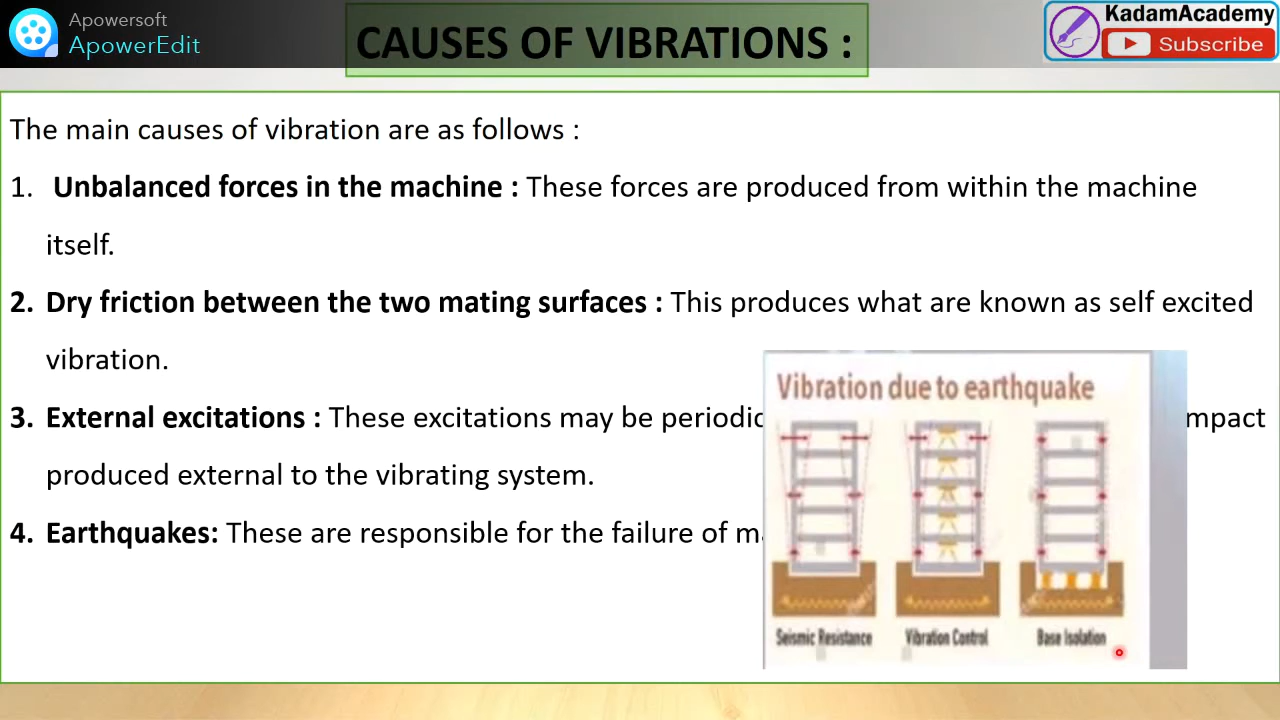 Apowersoft
ApowerEdit
CAUSES OF VIBRATIONS :
KadamAcademy
Subscribe
The main causes of vibration are as follows :
1. Unbalanced forces in the machine : These forces are produced from within the machine
itself.
2. Dry friction between the two mating surfaces : This produces what are known as self excited
vibration.
3. External excitations : These excitations may be periodic
produced external to the vibrating system.
4. Earthquakes: These are responsible for the failure of
Vibration due to earthquake
Seismic Resistance
Vibration Control
Base Isolation